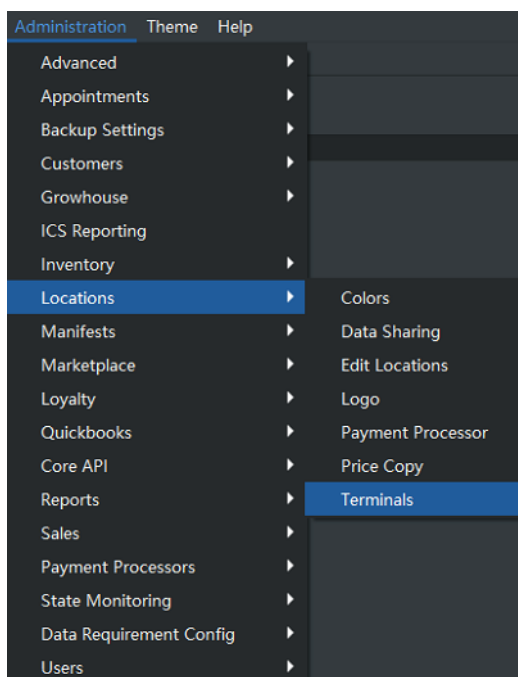 Administration Theme Help
Advanced
Appointments
Backup Settings
Customers
Growhouse
ICS Reporting
Inventory
Locations
Colors
Manifests
Data Sharing
Marketplace
Edit Locations
Loyalty
Logo
Quickbooks
Payment Processor
Core API
Price Copy
Reports
Terminals
Sales
Payment Processors
State Monitoring
Data Requirement Config
Users